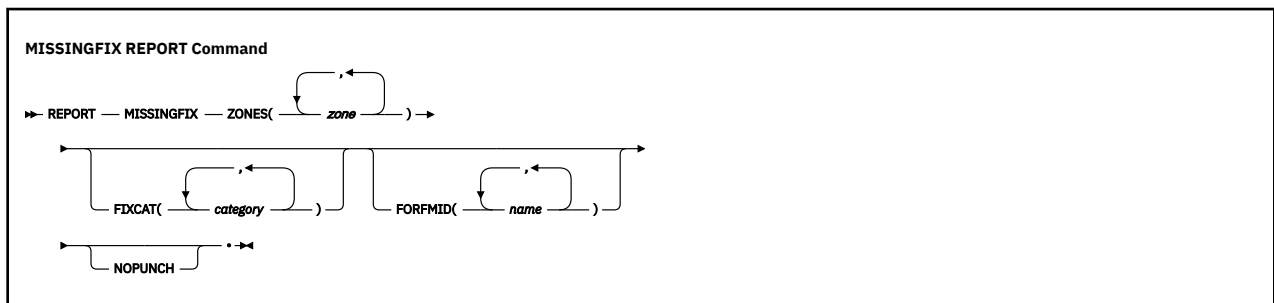 MISSINGFIX REPORT Command
,
REPORT MISSINGFIX ZONES( zone )
, ,
FIXCAT( category ) FORFMID( name )
.
NOPUNCH